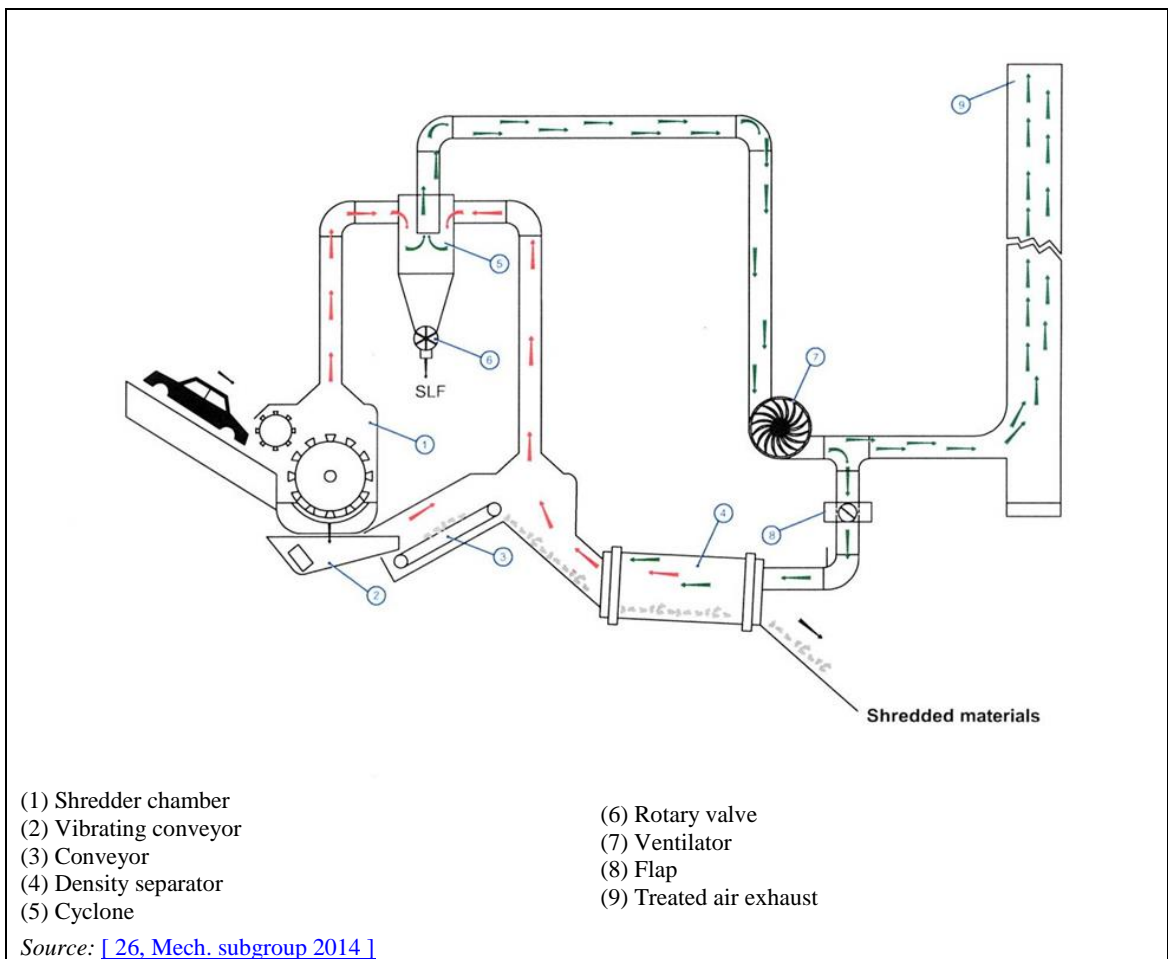 9
5
6
7
SLF
1
4
8
3
2
Shredded materials
(1) Shredder chamber
(2) Vibrating conveyor
(3) Conveyor
(4) Density separator
(5) Cyclone
(6) Rotary valve
(7) Ventilator
(8) Flap
(9) Treated air exhaust
Source: [ 26, Mech. subgroup 2014 ]